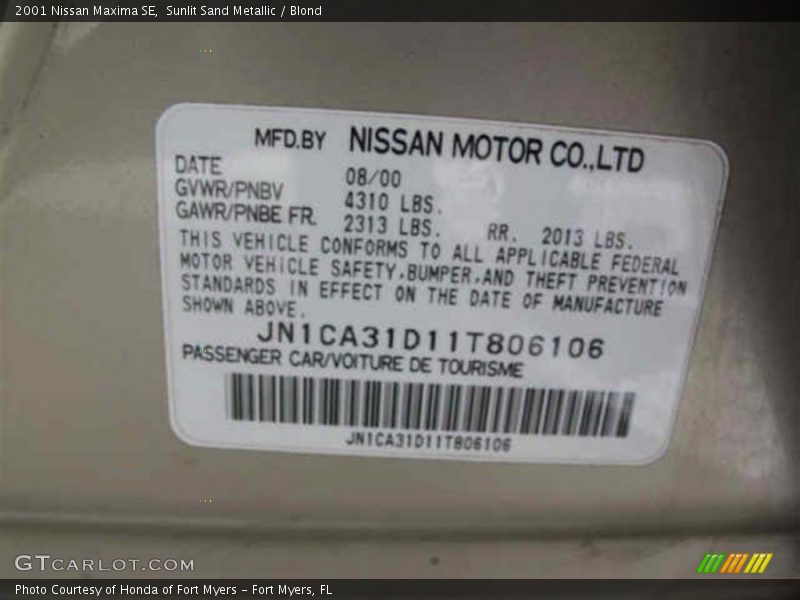 2001 Nissan Maxima SE, Sunlit Sand Metallic / Blond
MFD.BY NISSAN MOTOR CO.,LTD
DATE 08/00
GVWR/PNBV 4310 LBS.
GAWR/PNBE FR. 2313 LBS. RR. 2013 LBS.
THIS VEHICLE CONFORMS TO ALL APPLICABLE FEDERAL
MOTOR VEHICLE SAFETY,BUMPER,AND THEFT PREVENTION
STANDARDS IN EFFECT ON THE DATE OF MANUFACTURE
SHOWN ABOVE.
JN1CA31D11T806106
PASSENGER CAR/VOITURE DE TOURISME
JN1CA31D11T806106
GTCARLOT.COM
Photo Courtesy of Honda of Fort Myers – Fort Myers, FL